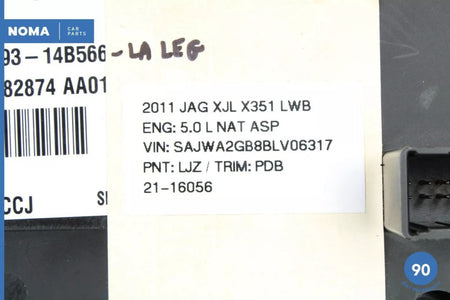 NOMA CAR PARTS
93-14B566 -LA LEG
82874 AA01
2011 JAG XJL X351 LWB
ENG: 5.0 L NAT ASP
VIN: SAJWA2GB8BLV06317
PNT: LJZ / TRIM: PDB
21-16056
CCJ
90